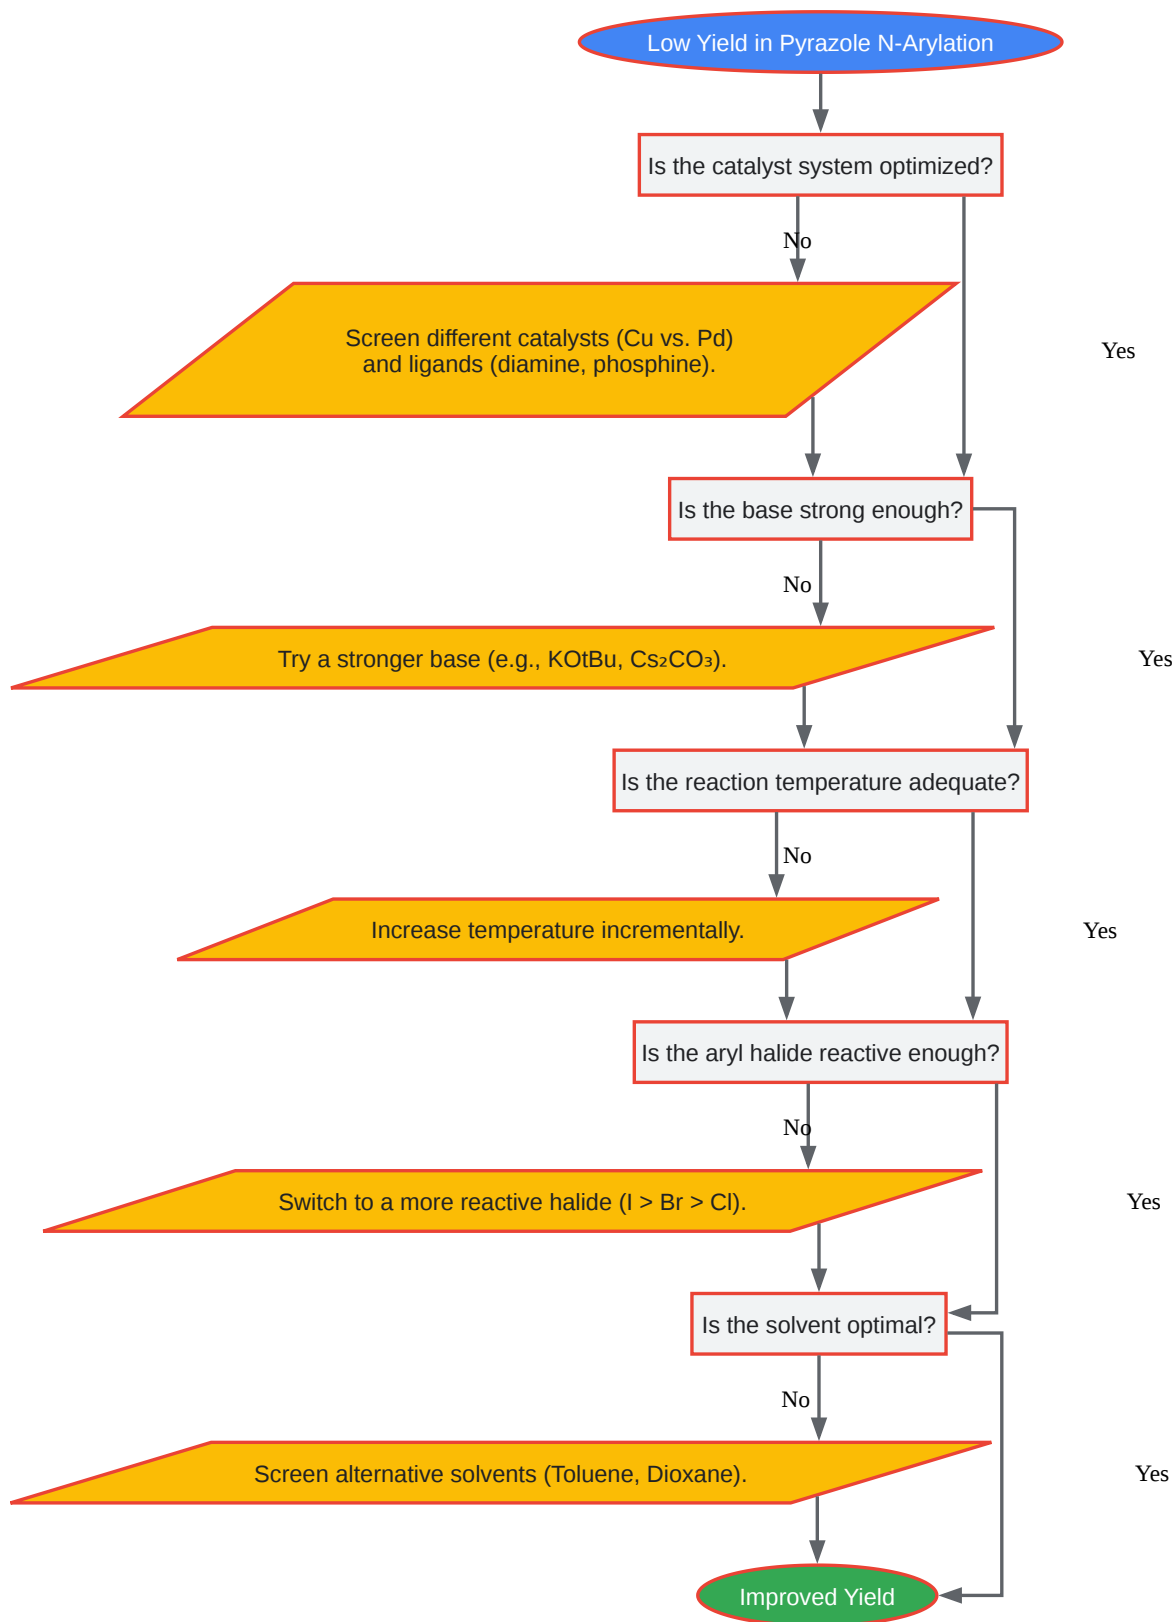 Low Yield in Pyrazole N-Arylation
Is the catalyst system optimized?
No
Screen different catalysts (Cu vs. Pd)
and ligands (diamine, phosphine).
Yes
Is the base strong enough?
No
Try a stronger base (e.g., KOtBu, Cs₂CO₃).
Yes
Is the reaction temperature adequate?
No
Increase temperature incrementally.
Yes
Is the aryl halide reactive enough?
No
Switch to a more reactive halide (I > Br > Cl).
Yes
Is the solvent optimal?
No
Screen alternative solvents (Toluene, Dioxane).
Yes
Improved Yield